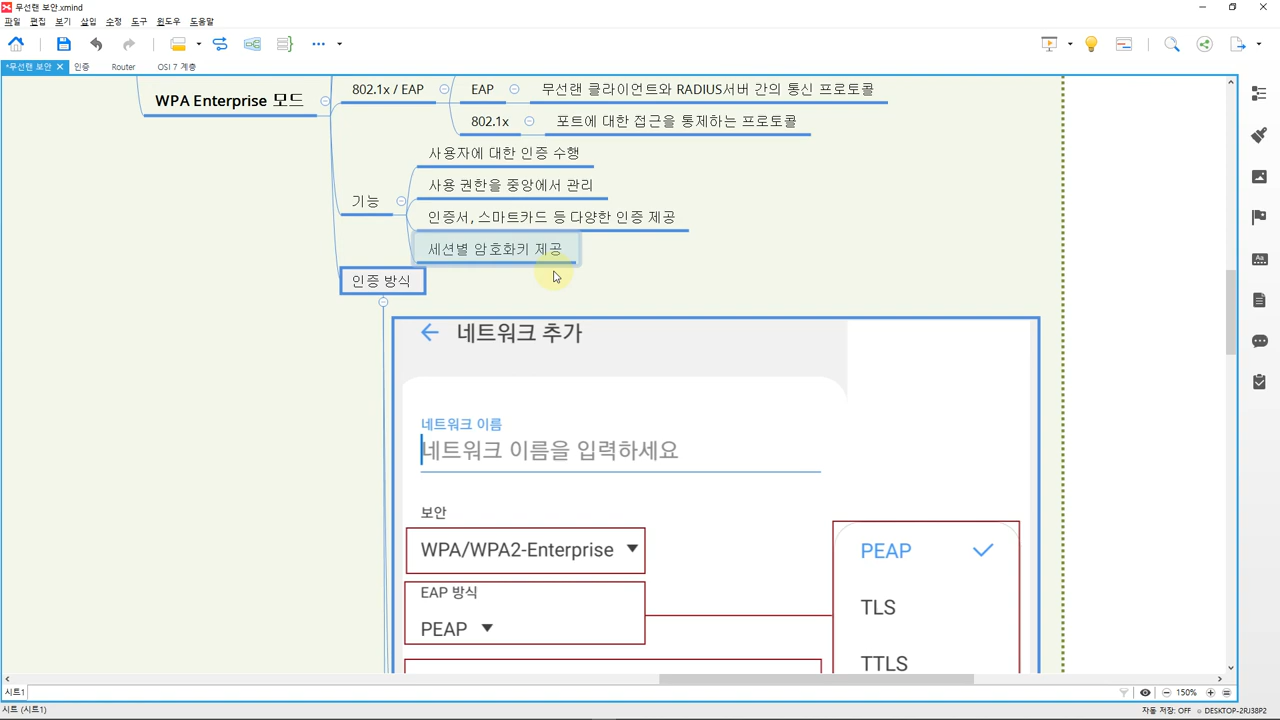 무선랜 보안.xmind
파일 편집 보기 삽입 수정 도구 윈도우 도움말
*무선랜 보안 인증 Router OSI 7 계층
WPA Enterprise 모드
802.1x / EAP
EAP
무선랜 클라이언트와 RADIUS서버 간의 통신 프로토콜
802.1x
포트에 대한 접근을 통제하는 프로토콜
기능
사용자에 대한 인증 수행
사용 권한을 중앙에서 관리
인증서, 스마트카드 등 다양한 인증 제공
세션별 암호화키 제공
인증 방식
네트워크 추가
네트워크 이름
네트워크 이름을 입력하세요
보안
WPA/WPA2-Enterprise
EAP 방식
PEAP
PEAP
TLS
TTLS
시트1
150%
시트 (시트1)
자동 저장: OFF
DESKTOP-2RJ38P2